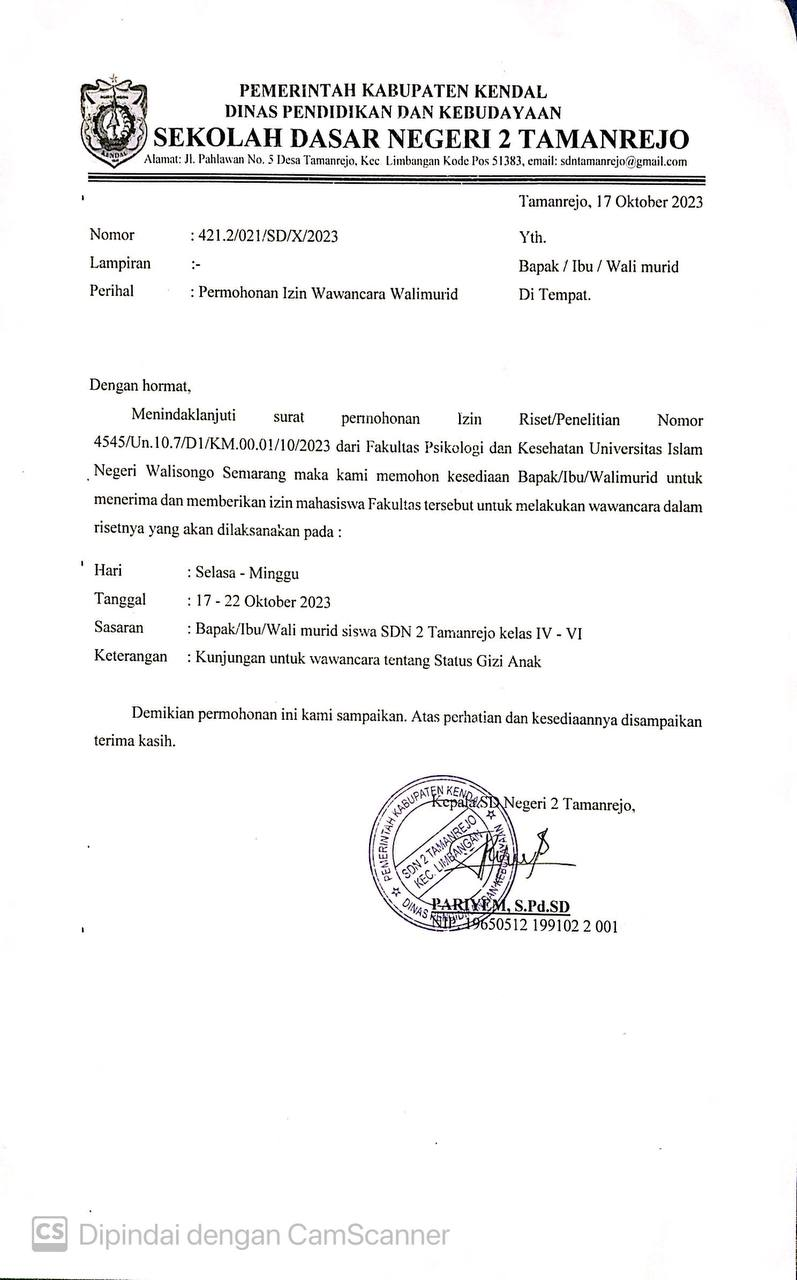 PEMERINTAH KABUPATEN KENDAL
DINAS PENDIDIKAN DAN KEBUDAYAAN
SEKOLAH DASAR NEGERI 2 TAMANREJO
Alamat: Jl. Pahlawan No. 5 Desa Tamanrejo, Kec Limbangan Kode Pos 51383, email: sdntamanrejo@gmail.com
KENDAL
Tamanrejo, 17 Oktober 2023
Nomor : 421.2/021/SD/X/2023 Yth.
Lampiran :- Bapak / Ibu / Wali murid
Perihal : Permohonan Izin Wawancara Walimurid Di Tempat.
Dengan hormat,
Menindaklanjuti surat permohonan Izin Riset/Penelitian Nomor
4545/Un.10.7/D1/KM.00.01/10/2023 dari Fakultas Psikologi dan Kesehatan Universitas Islam
Negeri Walisongo Semarang maka kami memohon kesediaan Bapak/Ibu/Walimurid untuk
menerima dan memberikan izin mahasiswa Fakultas tersebut untuk melakukan wawancara dalam
risetnya yang akan dilaksanakan pada :
Hari : Selasa - Minggu
Tanggal : 17 - 22 Oktober 2023
Sasaran : Bapak/Ibu/Wali murid siswa SDN 2 Tamanrejo kelas IV - VI
Keterangan : Kunjungan untuk wawancara tentang Status Gizi Anak
Demikian permohonan ini kami sampaikan. Atas perhatian dan kesediaannya disampaikan
terima kasih.
Kepala SD Negeri 2 Tamanrejo,
PEMERINTAH KABUPATEN KENDAL
SDN 2 TAMANREJO
KEC. LIMBANGAN
DINAS PENDIDIKAN DAN KEBUDAYAAN
PARIYEM, S.Pd.SD
NIP. 19650512 199102 2 001
CS Dipindai dengan CamScanner